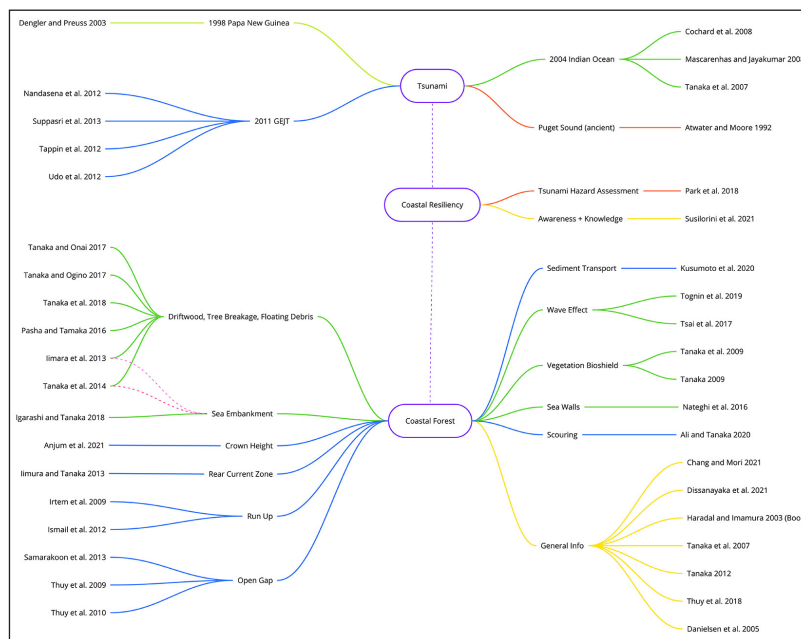 Dengler and Preuss 2003
1998 Papa New Guinea
Nandasena et al. 2012
Suppasri et al. 2013
Tappin et al. 2012
Udo et al. 2012
2011 GEJT
Tsunami
2004 Indian Ocean
Cochard et al. 2008
Mascarenhas and Jayakumar 2008
Tanaka et al. 2007
Puget Sound (ancient)
Atwater and Moore 1992
Coastal Resiliency
Tsunami Hazard Assessment
Park et al. 2018
Awareness + Knowledge
Susilorini et al. 2021
Tanaka and Onai 2017
Tanaka and Ogino 2017
Tanaka et al. 2018
Pasha and Tamaka 2016
Iimara et al. 2013
Tanaka et al. 2014
Driftwood, Tree Breakage, Floating Debris
Igarashi and Tanaka 2018
Sea Embankment
Anjum et al. 2021
Crown Height
Iimura and Tanaka 2013
Rear Current Zone
Irtem et al. 2009
Ismail et al. 2012
Run Up
Samarakoon et al. 2013
Thuy et al. 2009
Thuy et al. 2010
Open Gap
Coastal Forest
Sediment Transport
Kusumoto et al. 2020
Wave Effect
Tognin et al. 2019
Tsai et al. 2017
Vegetation Bioshield
Tanaka et al. 2009
Tanaka 2009
Sea Walls
Nateghi et al. 2016
Scouring
Ali and Tanaka 2020
General Info
Chang and Mori 2021
Dissanayaka et al. 2021
Haradal and Imamura 2003 (Boo
Tanaka et al. 2007
Tanaka 2012
Thuy et al. 2018
Danielsen et al. 2005